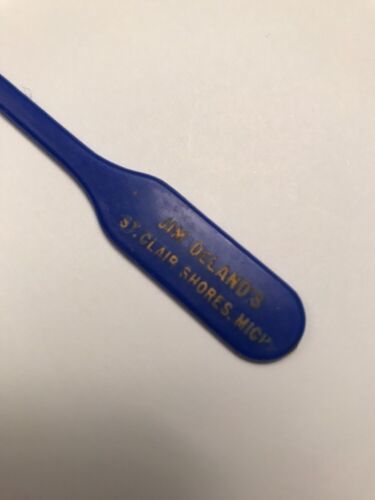 JIM DELAND'S
ST. CLAIR SHORES, MICH